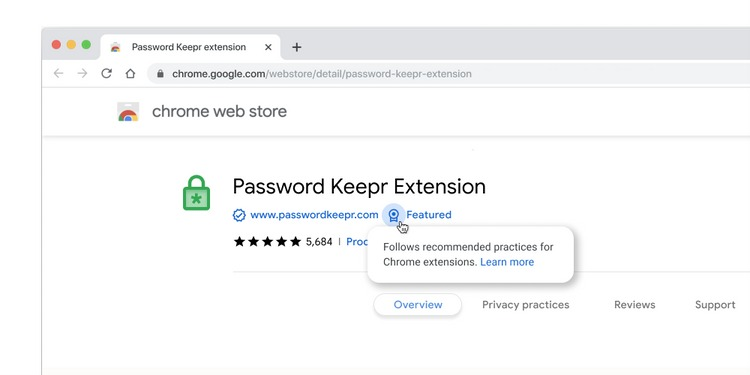 Password Keepr extension
chrome.google.com/webstore/detail/password-keepr-extension
chrome web store
Password Keepr Extension
www.passwordkeepr.com Featured
5,684 | Proc
Follows recommended practices for
Chrome extensions. Learn more
Overview Privacy practices Reviews Support